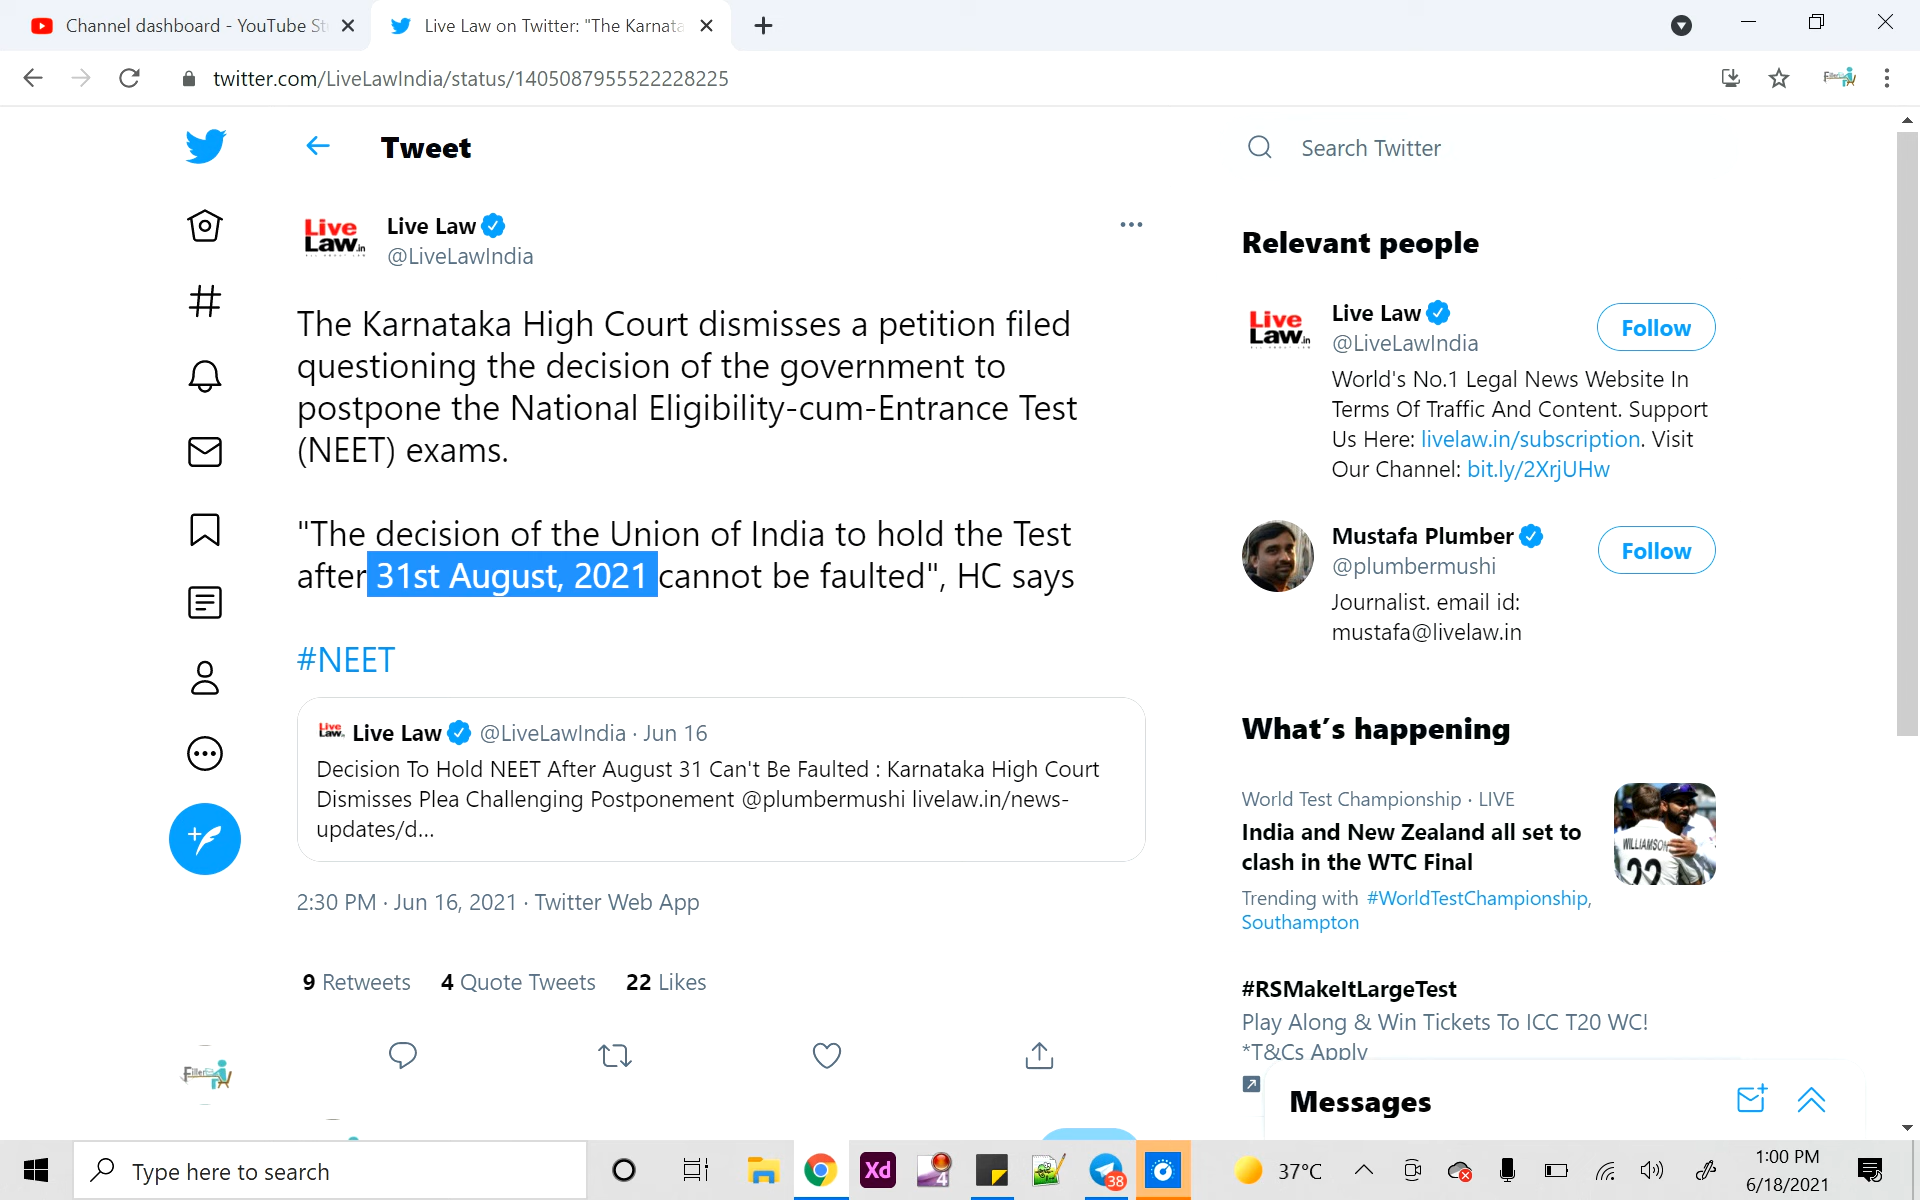 Channel dashboard - YouTube St
Live Law on Twitter: "The Karnata
twitter.com/LiveLawIndia/status/1405087955522228225
Tweet
Search Twitter
Live Law
@LiveLawIndia
The Karnataka High Court dismisses a petition filed
questioning the decision of the government to
postpone the National Eligibility-cum-Entrance Test
(NEET) exams.
"The decision of the Union of India to hold the Test
after 31st August, 2021 cannot be faulted", HC says
#NEET
Live Law @LiveLawIndia · Jun 16
Decision To Hold NEET After August 31 Can't Be Faulted : Karnataka High Court
Dismisses Plea Challenging Postponement @plumbermushi livelaw.in/news-
updates/d...
2:30 PM · Jun 16, 2021 · Twitter Web App
9 Retweets 4 Quote Tweets 22 Likes
Relevant people
Live Law
@LiveLawIndia
Follow
World's No.1 Legal News Website In
Terms Of Traffic And Content. Support
Us Here: livelaw.in/subscription. Visit
Our Channel: bit.ly/2XrjUHw
Mustafa Plumber
@plumbermushi
Follow
Journalist. email id:
mustafa@livelaw.in
What's happening
World Test Championship · LIVE
India and New Zealand all set to
clash in the WTC Final
Trending with #WorldTestChampionship,
Southampton
WILLIAMSON
22
#RSMakeItLargeTest
Play Along & Win Tickets To ICC T20 WC!
*T&Cs Apply
Messages
Type here to search
Xd
4
38
37°C
1:00 PM
6/18/2021